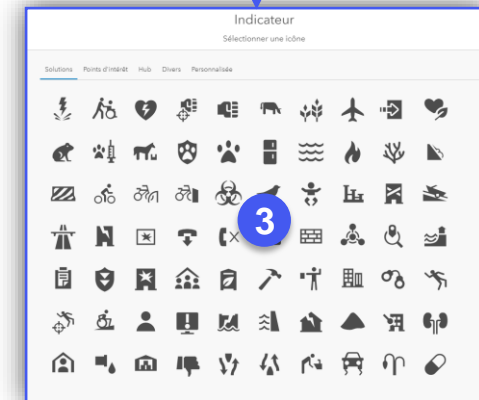 Indicateur
Sélectionner une icône
Solutions Points d'intérêt Hub Divers Personnalisée
3